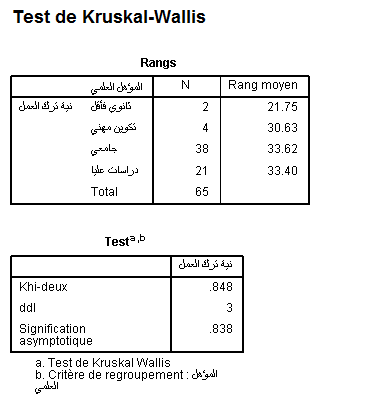 Test de Kruskal-Wallis
Rangs
المؤهل العلمي N Rang moyen
نية ترك العمل ثانوي فأقل 2 21.75
تكوين مهني 4 30.63
جامعي 38 33.62
دراسات عليا 21 33.40
Total 65
Testa,b
نية ترك العمل
Khi-deux .848
ddl 3
Signification
asymptotique .838
a. Test de Kruskal Wallis
b. Critère de regroupement : المؤهل
العلمي